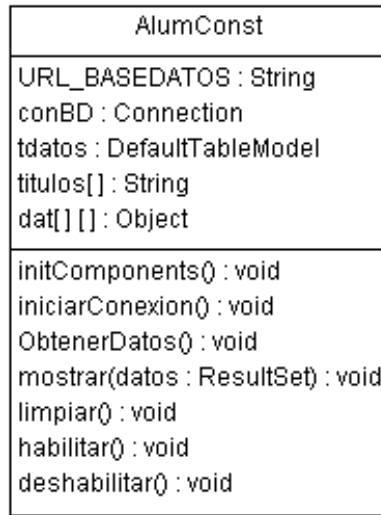 AlumConst
URL_BASEDATOS : String
conBD : Connection
tdatos : DefaultTableModel
titulos[] : String
dat[] [] : Object
initComponents() : void
iniciarConexion() : void
ObtenerDatos() : void
mostrar(datos : ResultSet) : void
limpiar() : void
habilitar() : void
deshabilitar() : void